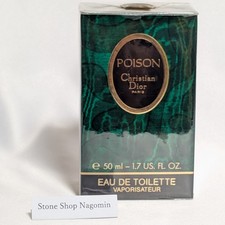 POISON
Christian
Dior
PARIS
℮ 50 ml – 1.7 US. FL. OZ.
EAU DE TOILETTE
VAPORISATEUR
Stone Shop Nagomin